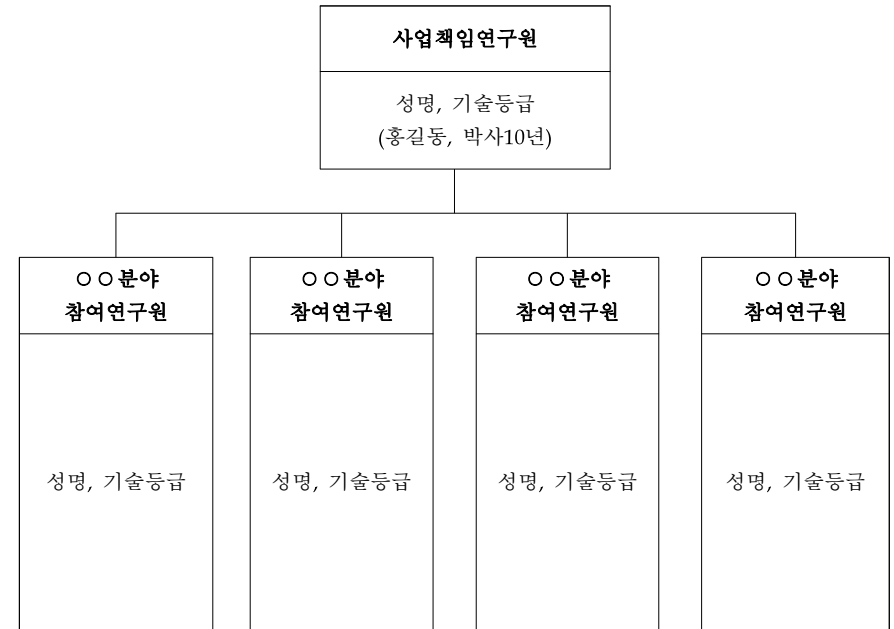 사업책임연구원
성명, 기술등급
(홍길동, 박사10년)
○○분야
참여연구원
성명, 기술등급
○○분야
참여연구원
성명, 기술등급
○○분야
참여연구원
성명, 기술등급
○○분야
참여연구원
성명, 기술등급